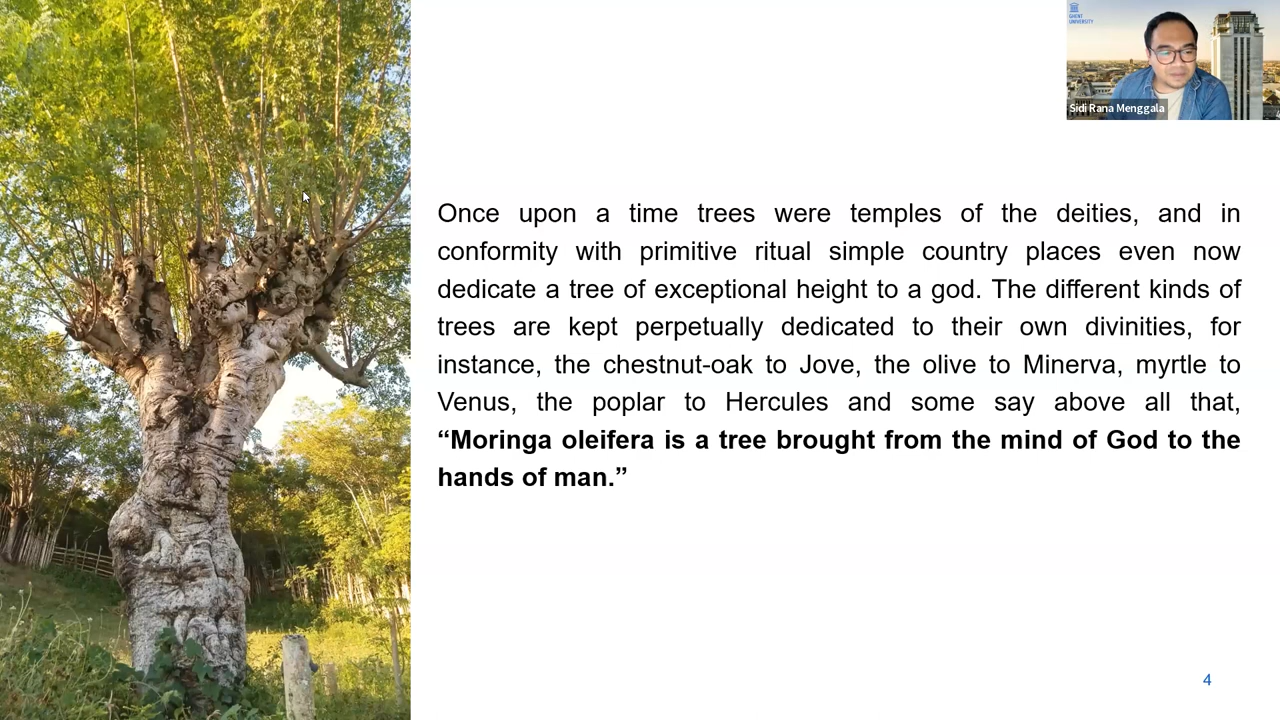 GHENT
UNIVERSITY
Sidi Rana Menggala
Once upon a time trees were temples of the deities, and in
conformity with primitive ritual simple country places even now
dedicate a tree of exceptional height to a god. The different kinds of
trees are kept perpetually dedicated to their own divinities, for
instance, the chestnut-oak to Jove, the olive to Minerva, myrtle to
Venus, the poplar to Hercules and some say above all that,
“Moringa oleifera is a tree brought from the mind of God to the
hands of man.”
4